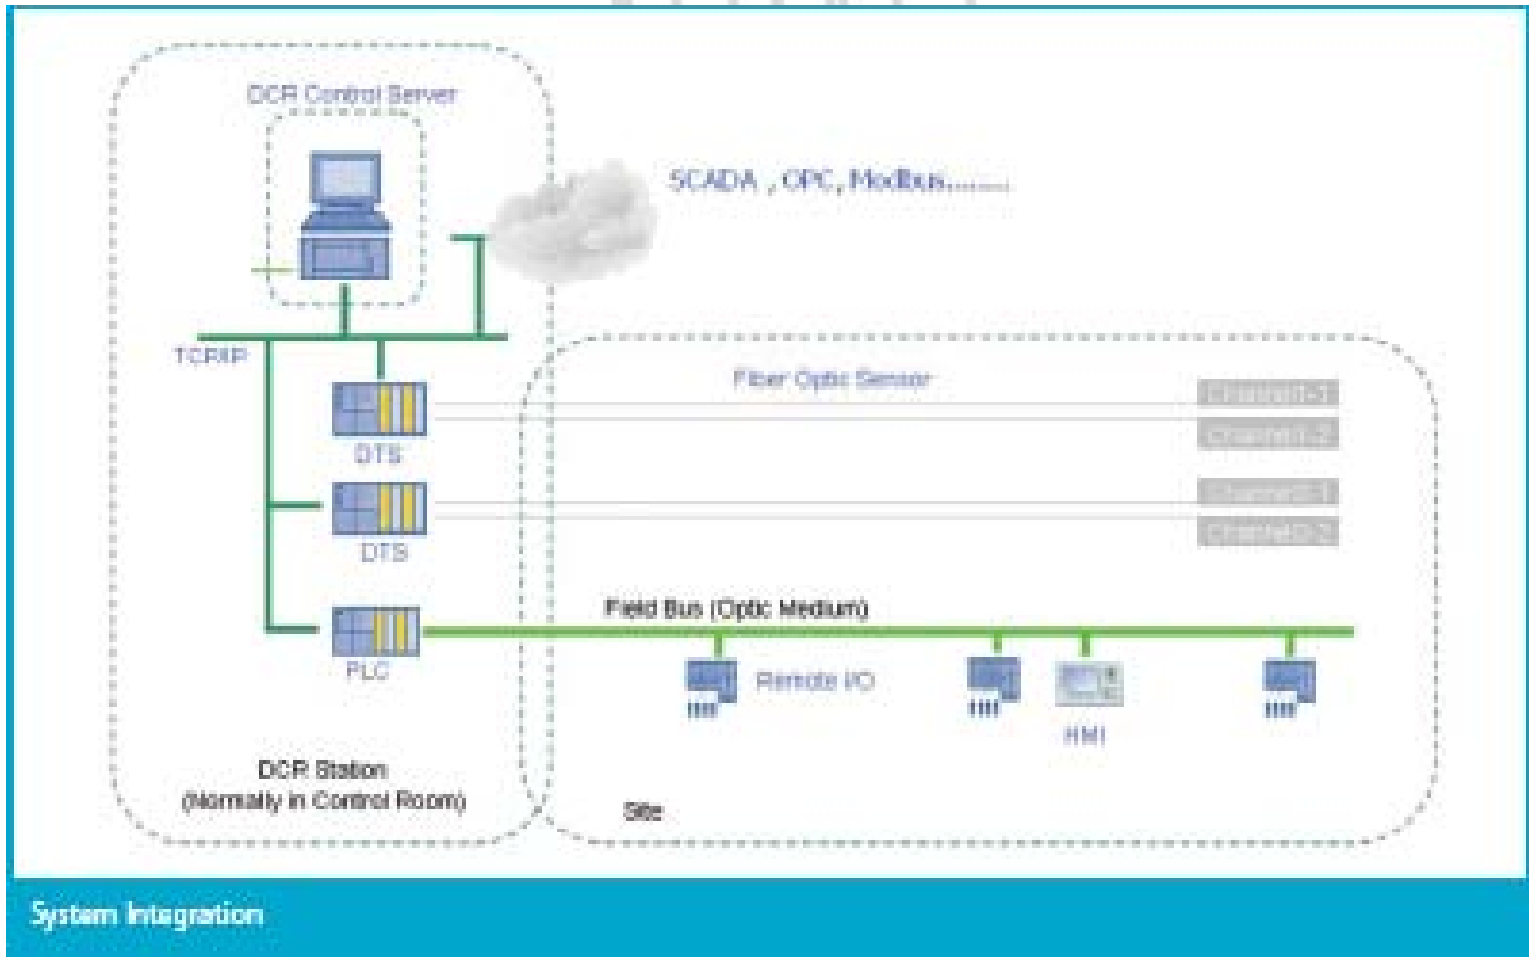 DCR Control Server
SCADA , OPC, Modbus.........
TCP/IP
Fiber Optic Sensor
DTS
DTS
Field Bus (Optic Medium)
PLC
Remote I/O
HMI
DCR Station
(Normally in Control Room)
Site
System Integration